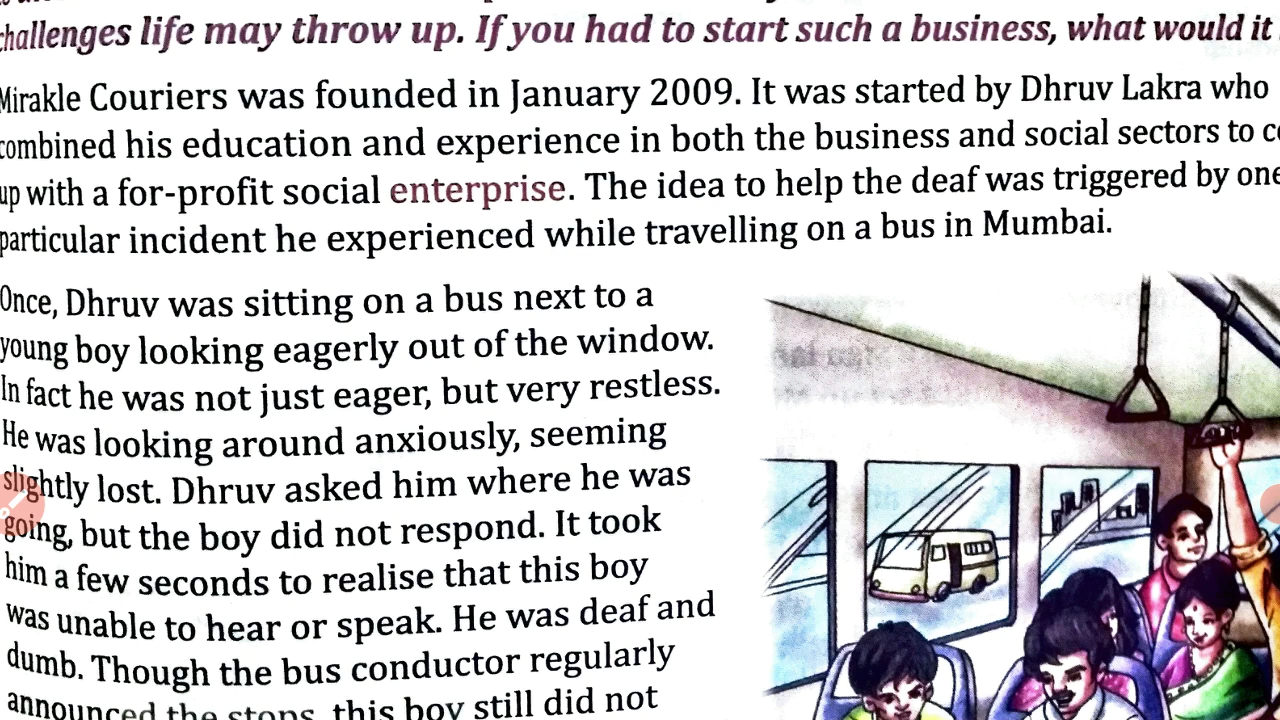 challenges life may throw up. If you had to start such a business, what would it
Mirakle Couriers was founded in January 2009. It was started by Dhruv Lakra who
combined his education and experience in both the business and social sectors to
up with a for-profit social enterprise. The idea to help the deaf was triggered by one
particular incident he experienced while travelling on a bus in Mumbai.
Once, Dhruv was sitting on a bus next to a
young boy looking eagerly out of the window.
In fact he was not just eager, but very restless.
He was looking around anxiously, seeming
slightly lost. Dhruv asked him where he was
going, but the boy did not respond. It took
him a few seconds to realise that this boy
was unable to hear or speak. He was deaf and
dumb. Though the bus conductor regularly
announced the stops, this boy still did not